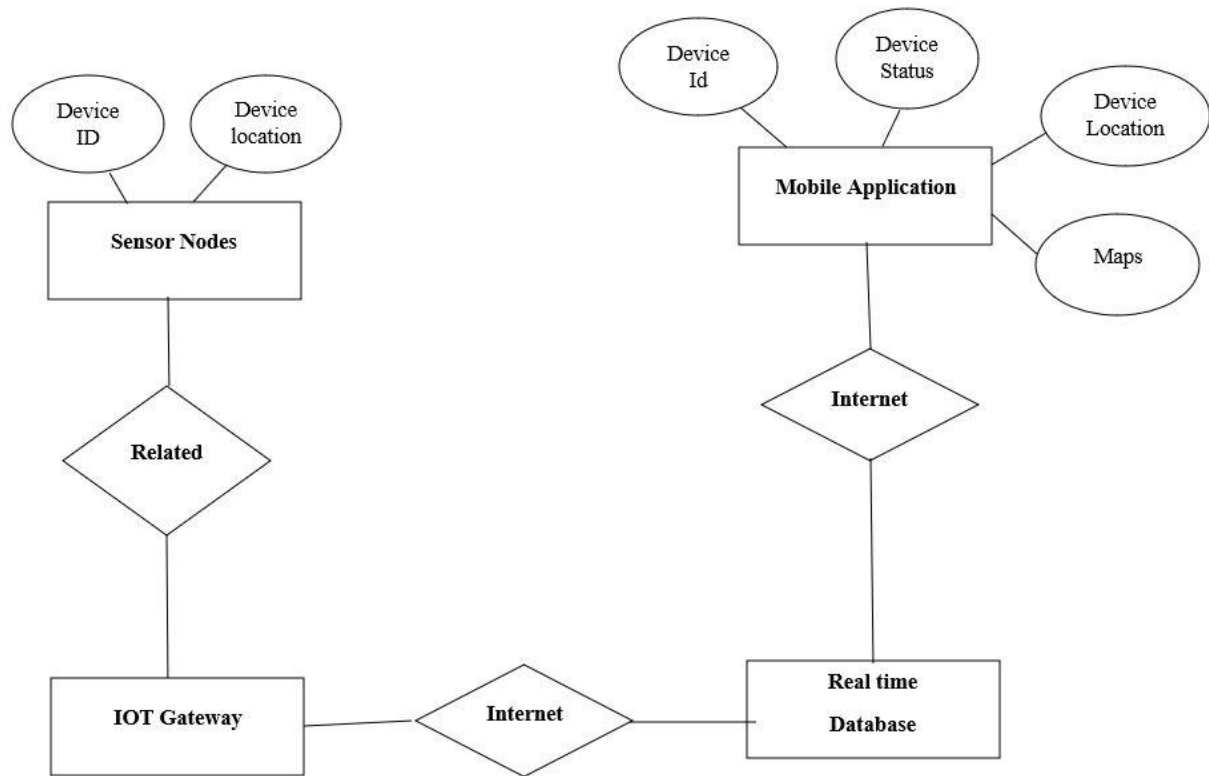 Device
ID
Device
location
Sensor Nodes
Related
IOT Gateway
Internet
Device
Id
Device
Status
Device
Location
Maps
Mobile Application
Internet
Real time
Database